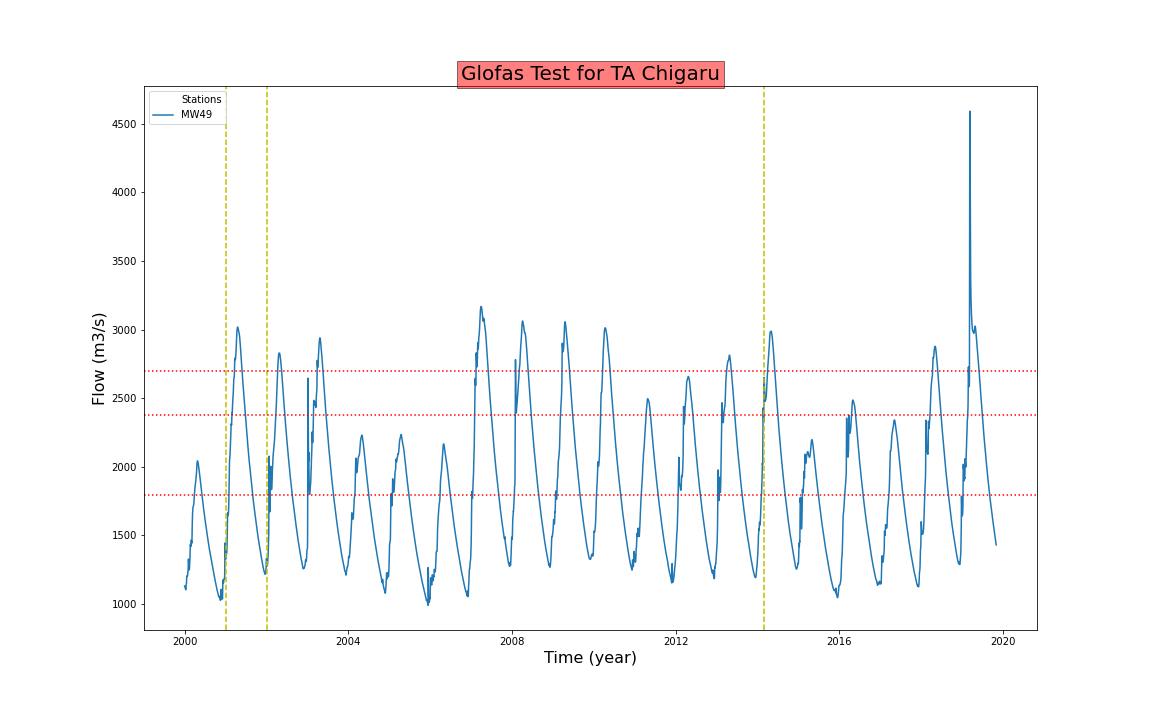 Glofas Test for TA Chigaru
Stations
MW49
4500
4000
3500
3000
2500
2000
1500
1000
Flow (m3/s)
2000 2004 2008 2012 2016 2020
Time (year)